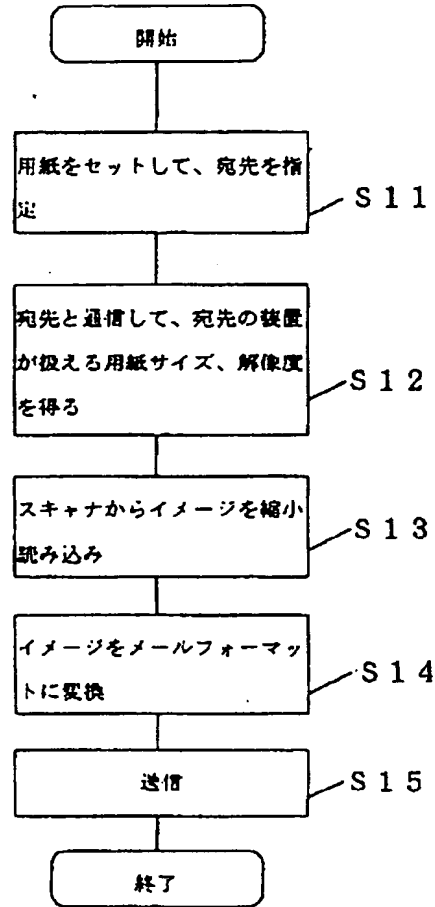 開始
用紙をセットして、宛先を指
定
S11
宛先と通信して、宛先の装置
が扱える用紙サイズ、解像度
を得る
S12
スキャナからイメージを縮小
読み込み
S13
イメージをメールフォーマッ
トに変換
S14
送信
S15
終了